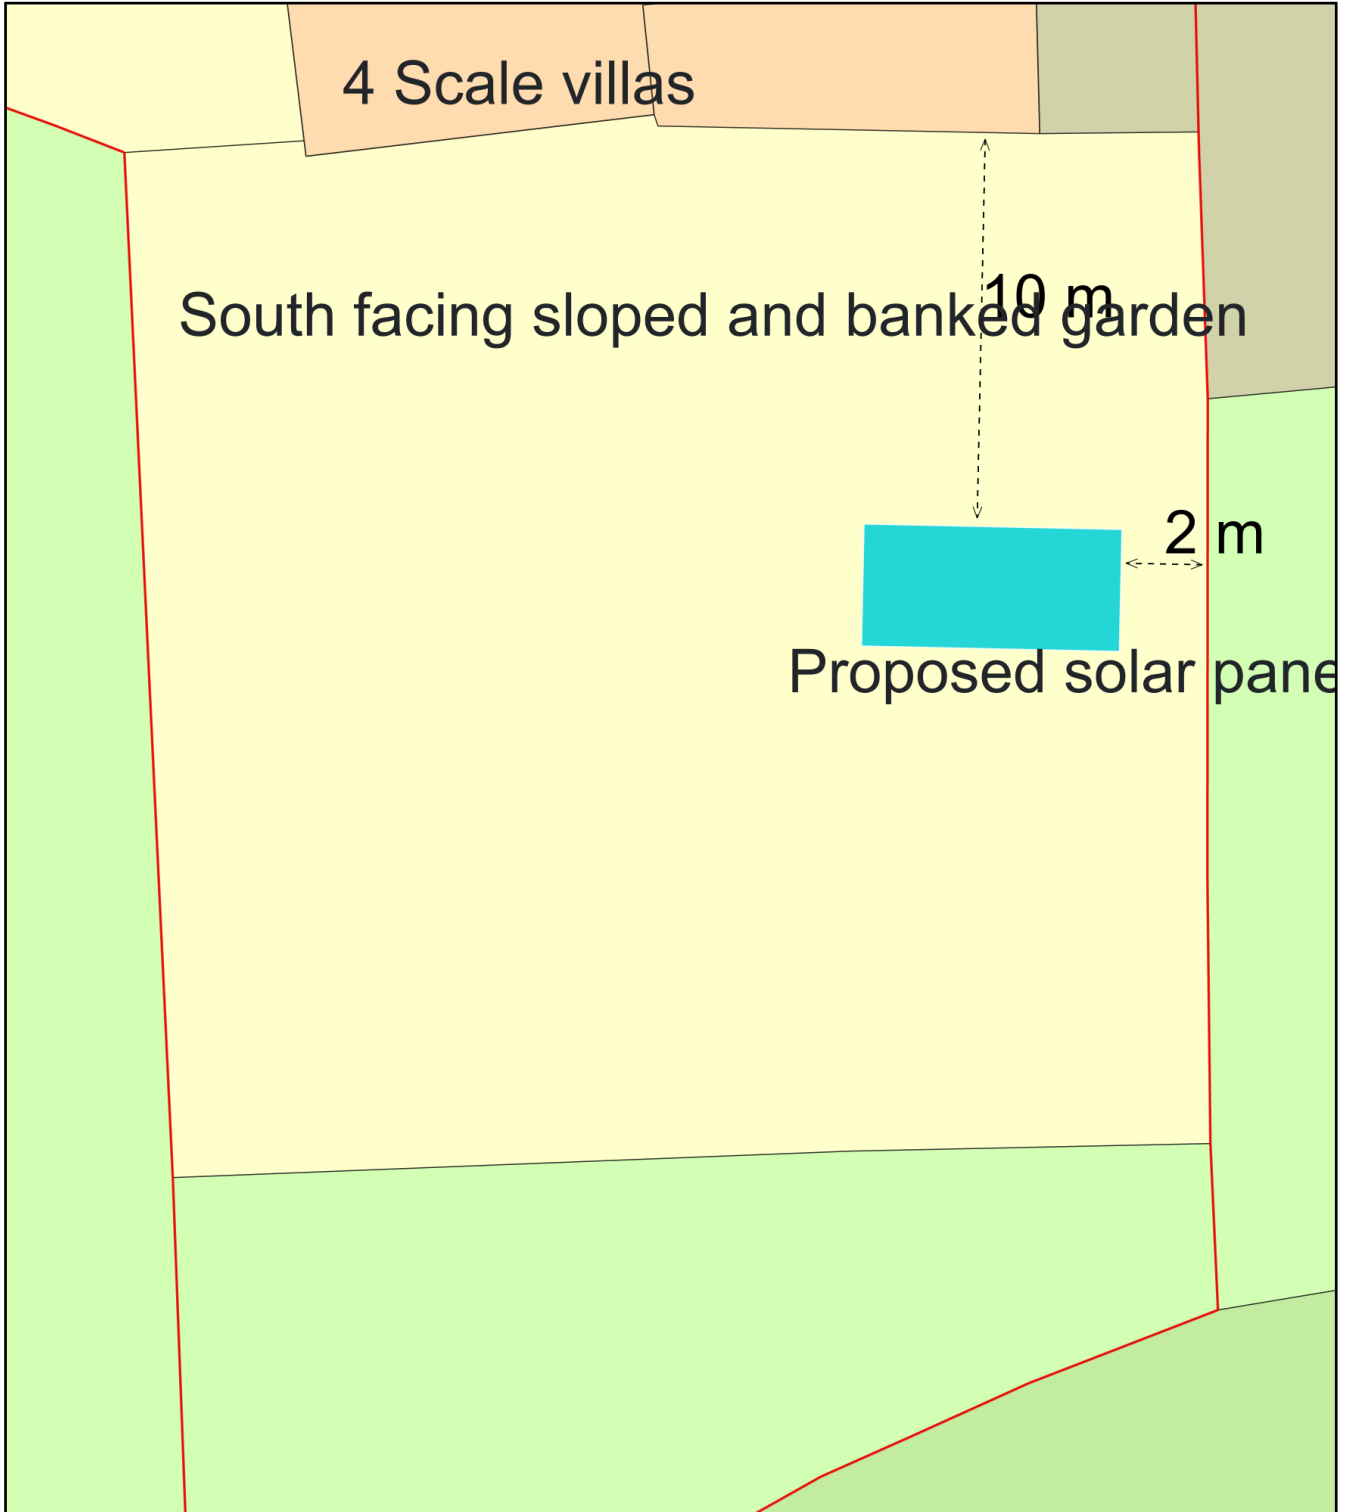 4 Scale villas
10 m
South facing sloped and banked garden
2 m
Proposed solar pane